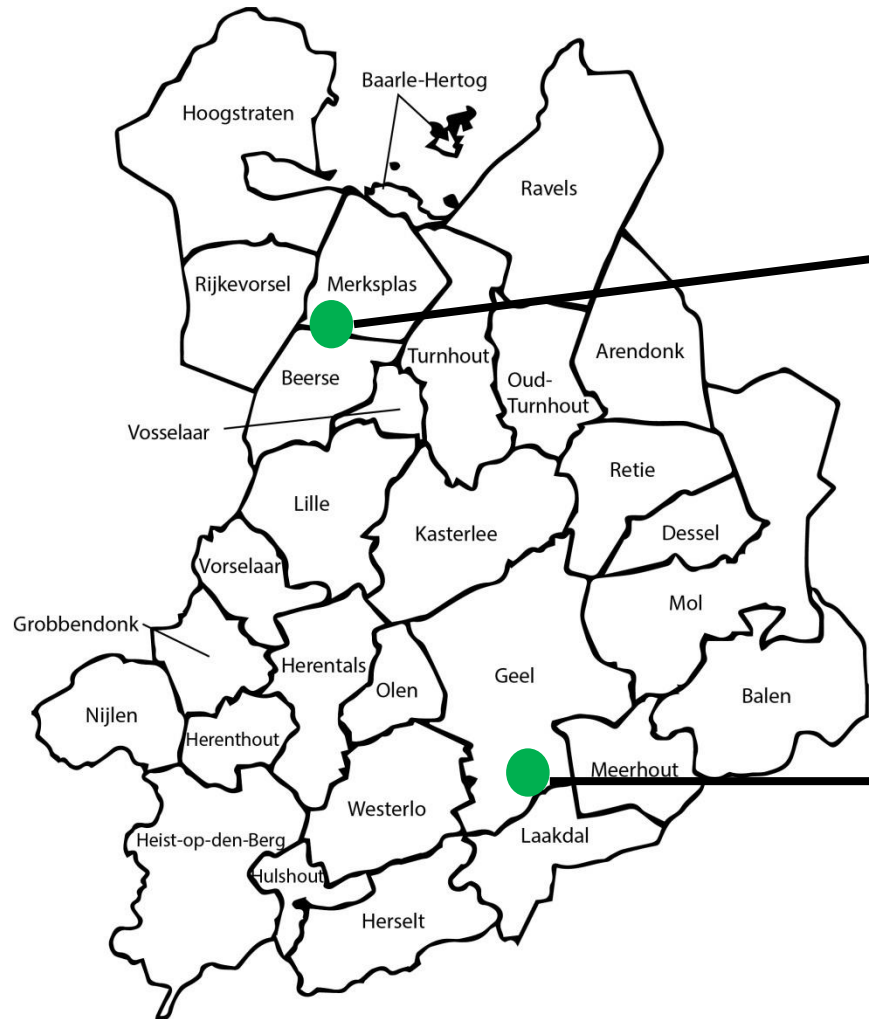 Baarle-Hertog
Hoogstraten
Ravels
Rijkevorsel
Merksplas
Turnhout
Arendonk
Beerse
Oud-
Turnhout
Vosselaar
Retie
Lille
Kasterlee
Dessel
Vorselaar
Mol
Grobbendonk
Herentals
Geel
Olen
Balen
Nijlen
Herenthout
Meerhout
Westerlo
Laakdal
Heist-op-den-Berg
Hulshout
Herselt